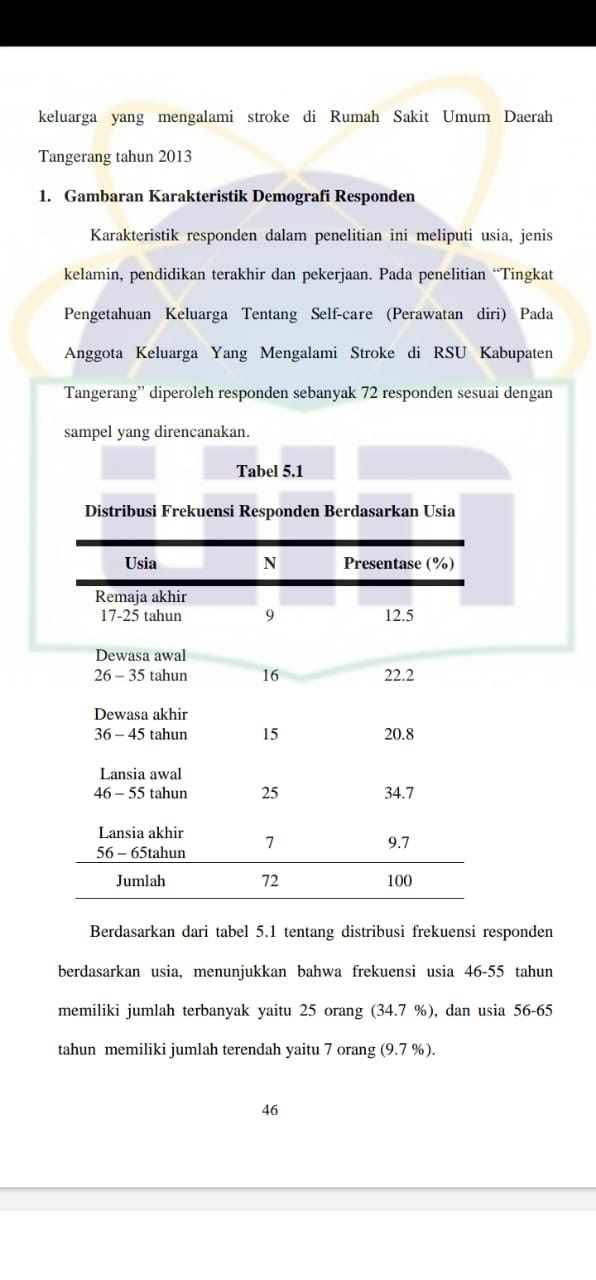 keluarga yang mengalami stroke di Rumah Sakit Umum Daerah
Tangerang tahun 2013
1. Gambaran Karakteristik Demografi Responden
Karakteristik responden dalam penelitian ini meliputi usia, jenis
kelamin, pendidikan terakhir dan pekerjaan. Pada penelitian “Tingkat
Pengetahuan Keluarga Tentang Self-care (Perawatan diri) Pada
Anggota Keluarga Yang Mengalami Stroke di RSU Kabupaten
Tangerang” diperoleh responden sebanyak 72 responden sesuai dengan
sampel yang direncanakan.
Tabel 5.1
Distribusi Frekuensi Responden Berdasarkan Usia
Usia N Presentase (%)
Remaja akhir
17-25 tahun 9 12.5
Dewasa awal
26 – 35 tahun 16 22.2
Dewasa akhir
36 – 45 tahun 15 20.8
Lansia awal
46 – 55 tahun 25 34.7
Lansia akhir
56 – 65tahun 7 9.7
Jumlah 72 100
Berdasarkan dari tabel 5.1 tentang distribusi frekuensi responden
berdasarkan usia, menunjukkan bahwa frekuensi usia 46-55 tahun
memiliki jumlah terbanyak yaitu 25 orang (34.7 %), dan usia 56-65
tahun memiliki jumlah terendah yaitu 7 orang (9.7 %).
46
UIN